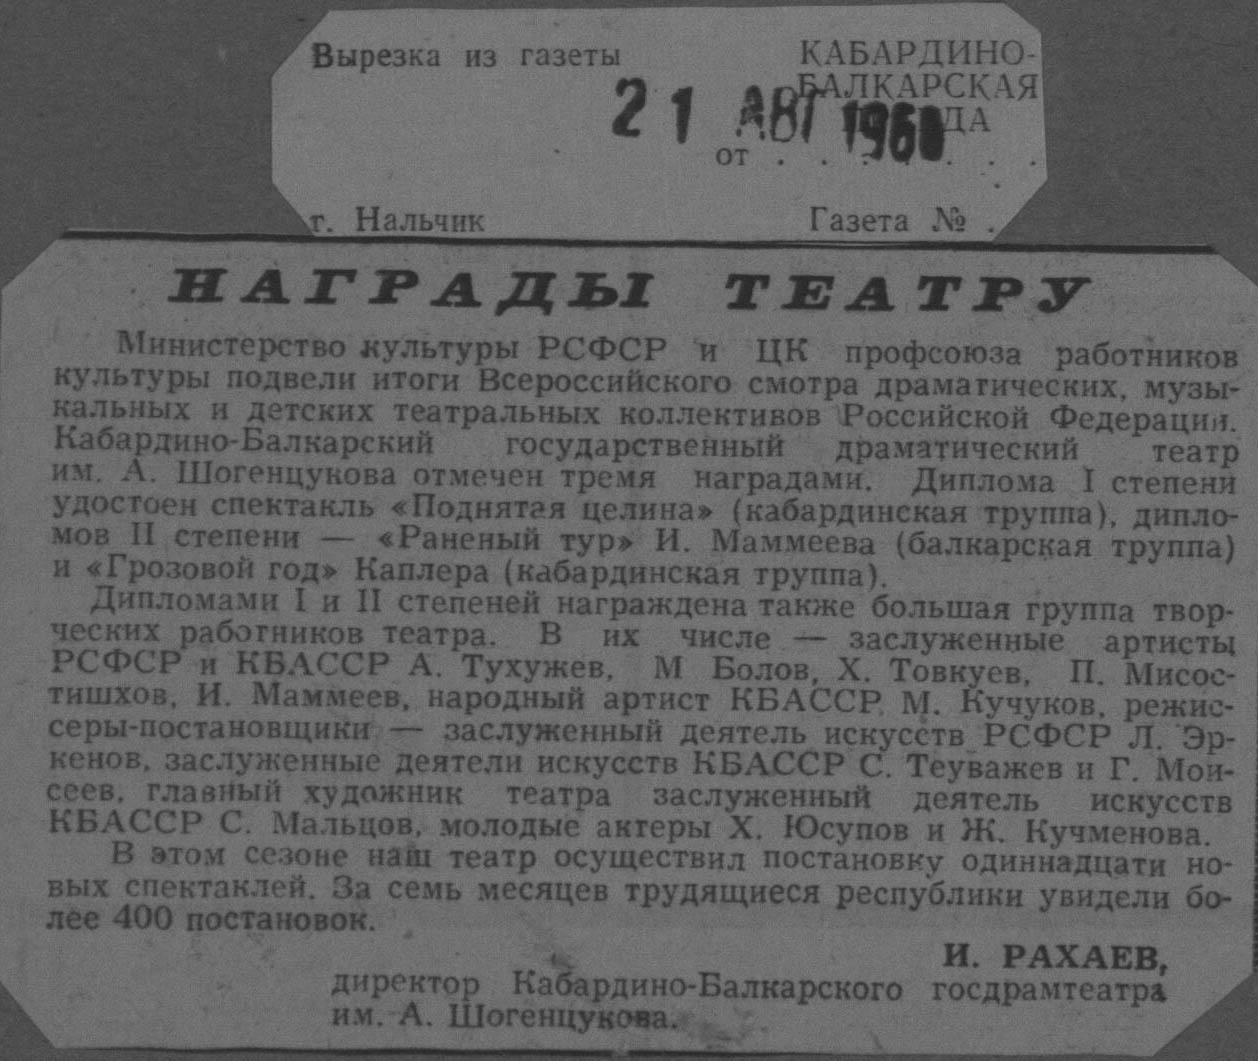 Вырезка из газеты
КАБАРДИНО-
БАЛКАРСКАЯ
21 АВГ
от . . . . . . .
г. Нальчик
Газета № .
НАГРАДЫ ТЕАТРУ
Министерство культуры РСФСР и ЦК профсоюза работников
культуры подвели итоги Всероссийского смотра драматических, музы-
кальных и детских театральных коллективов Российской Федерации.
Кабардино-Балкарский государственный драматический театр
им. А. Шогенцукова отмечен тремя наградами. Диплома I степени
удостоен спектакль «Поднятая целина» (кабардинская труппа), дипло-
мов II степени — «Раненый тур» И. Маммеева (балкарская труппа)
и «Грозовой год» Каплера (кабардинская труппа).
Дипломами I и II степеней награждена также большая группа твор-
ческих работников театра. В их числе — заслуженные артисты
РСФСР и КБАССР А. Тухужев, М Болов, Х. Товкуев, П. Мисос-
тишхов, И. Маммеев, народный артист КБАССР М. Кучуков, режис-
серы-постановщики — заслуженный деятель искусств РСФСР Л. Эр-
кенов, заслуженные деятели искусств КБАССР С. Теуважев и Г. Мои-
сеев, главный художник театра заслуженный деятель искусств
КБАССР С. Мальцов, молодые актеры Х. Юсупов и Ж. Кучменова.
В этом сезоне наш театр осуществил постановку одиннадцати но-
вых спектаклей. За семь месяцев трудящиеся республики увидели бо-
лее 400 постановок.
И. РАХАЕВ,
директор Кабардино-Балкарского госдрамтеатра
им. А. Шогенцукова.